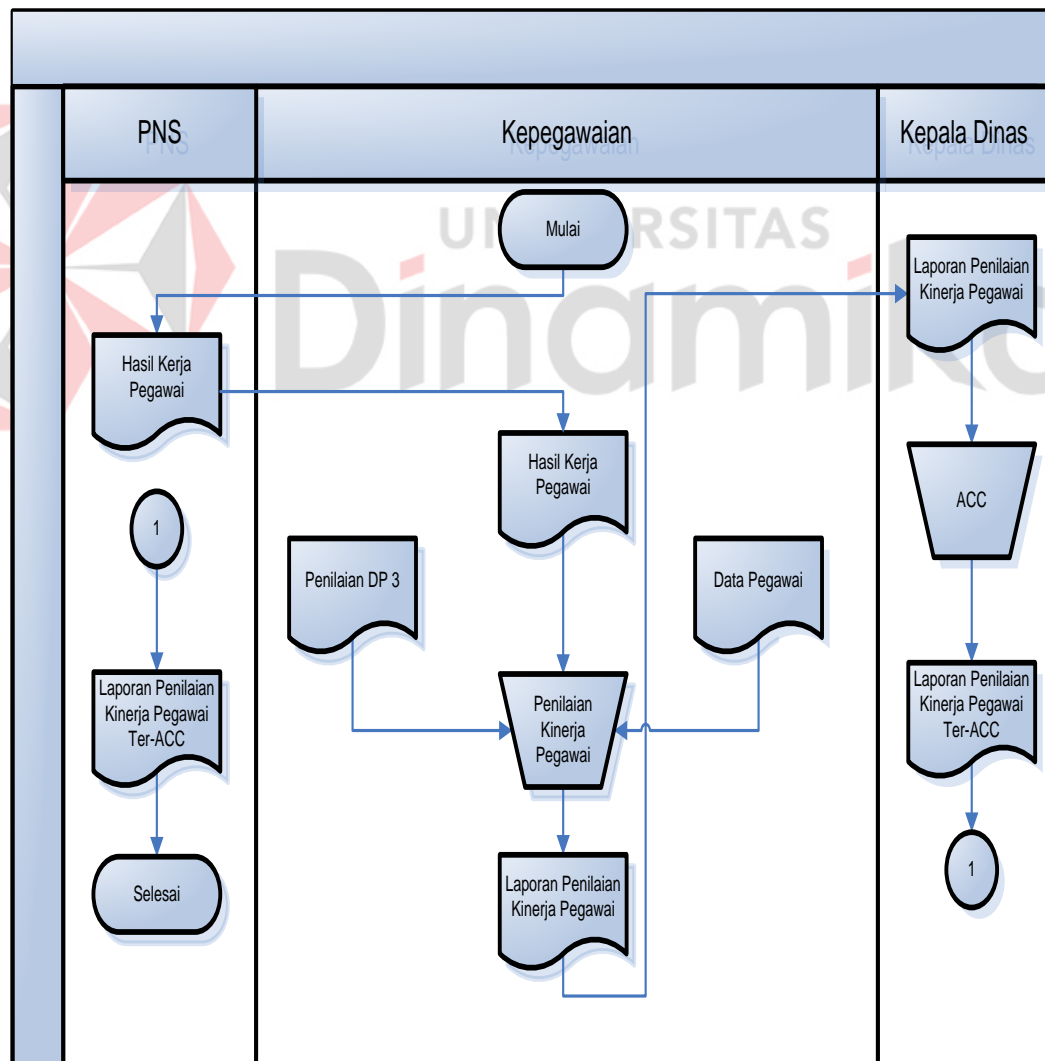 PNS
Kepegawaian
Kepala Dinas
Mulai
UNIVERSITAS
Dinamika
Laporan Penilaian
Kinerja Pegawai
Hasil Kerja
Pegawai
Hasil Kerja
Pegawai
ACC
1
Penilaian DP 3
Data Pegawai
Laporan Penilaian
Kinerja Pegawai
Ter-ACC
Penilaian
Kinerja
Pegawai
Laporan Penilaian
Kinerja Pegawai
Ter-ACC
Selesai
Laporan Penilaian
Kinerja Pegawai
1